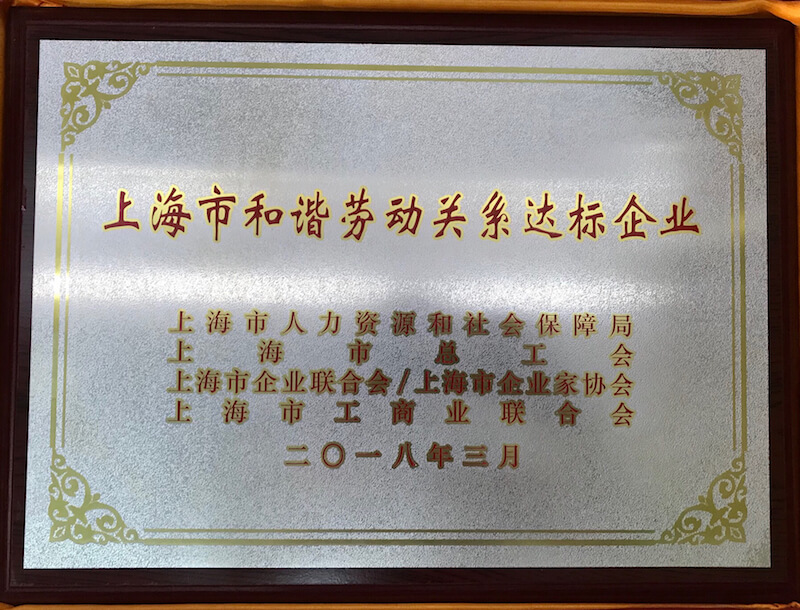 上海市和谐劳动关系达标企业
上海市人力资源和社会保障局
上海市总工会
上海市企业联合会/上海市企业家协会
上海市工商业联合会
二〇一八年三月